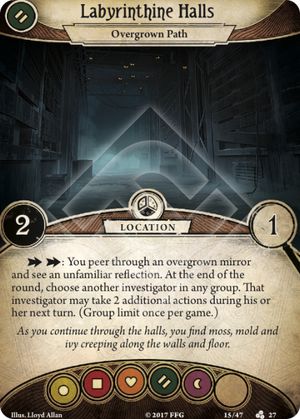 Labyrinthine Halls
Overgrown Path
2
LOCATION
1
: You peer through an overgrown mirror
and see an unfamiliar reflection. At the end of the
round, choose another investigator in any group. That
investigator may take 2 additional actions during his
or her next turn. (Group limit once per game.)
As you continue through the halls, you find moss, mold and
ivy creeping along the walls and floor.
Illus. Lloyd Allan
© 2017 FFG
15/47
27